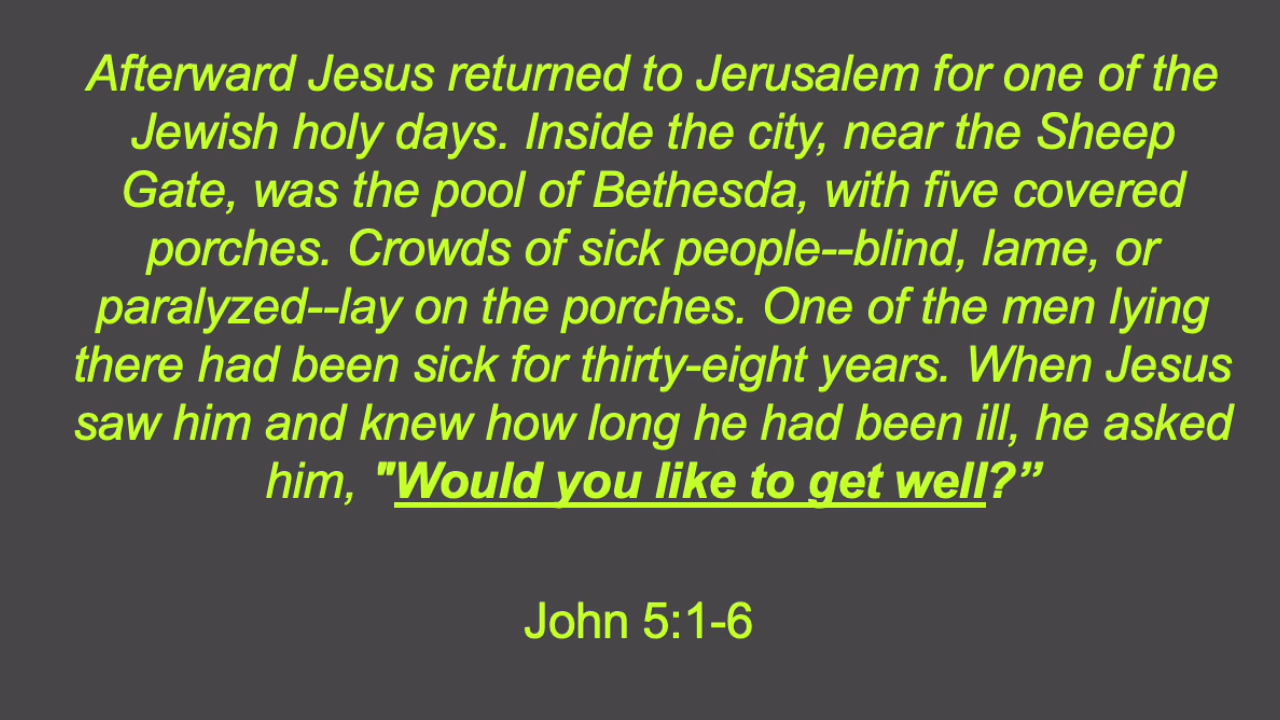 Afterward Jesus returned to Jerusalem for one of the
Jewish holy days. Inside the city, near the Sheep
Gate, was the pool of Bethesda, with five covered
porches. Crowds of sick people--blind, lame, or
paralyzed--lay on the porches. One of the men lying
there had been sick for thirty-eight years. When Jesus
saw him and knew how long he had been ill, he asked
him, "Would you like to get well?”
John 5:1-6